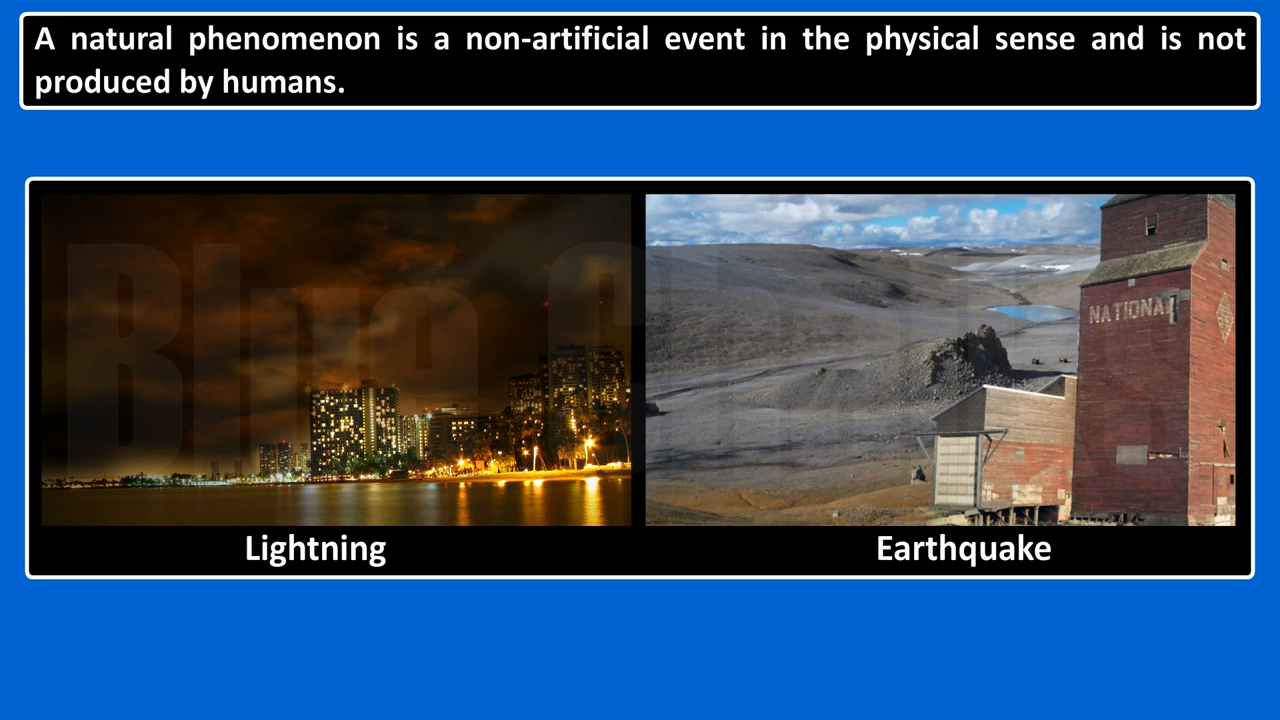 A natural phenomenon is a non-artificial event in the physical sense and is not
produced by humans.
Blue
NATIONAL
Lightning
Earthquake